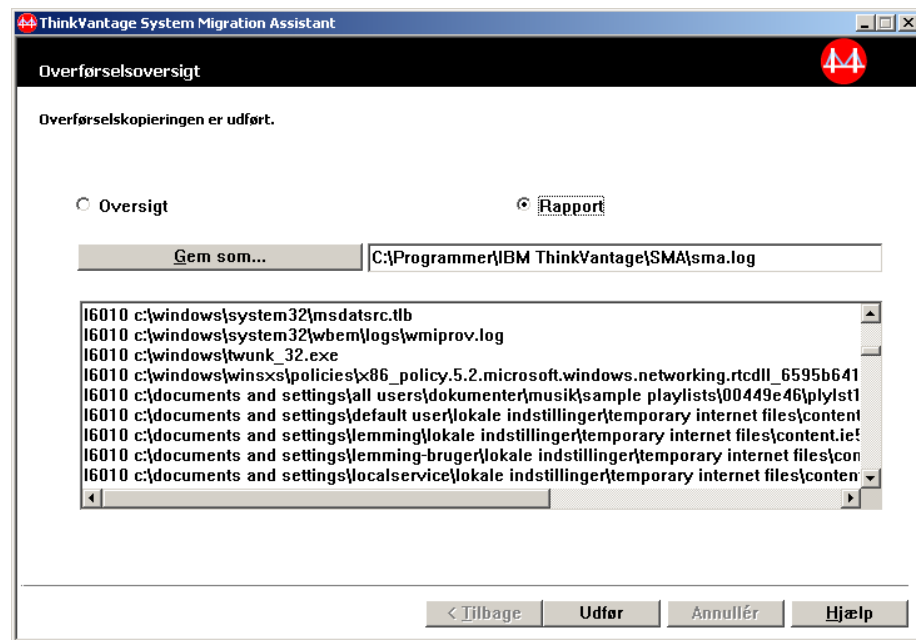 ThinkVantage System Migration Assistant
Overførselsoversigt
Overførselskopieringen er udført.
Oversigt
Rapport
Gem som...
C:\Programmer\IBM ThinkVantage\SMA\sma.log
I6010 c:\windows\system32\msdatsrc.tlb
I6010 c:\windows\system32\wbem\logs\wmiprov.log
I6010 c:\windows\twunk_32.exe
I6010 c:\windows\winsxs\policies\x86_policy.5.2.microsoft.windows.networking.rtcdll_6595b641
I6010 c:\documents and settings\all users\dokumenter\musik\sample playlists\00449e46\plylst1
I6010 c:\documents and settings\default user\lokale indstillinger\temporary internet files\content
I6010 c:\documents and settings\lemming\lokale indstillinger\temporary internet files\content.ie5
I6010 c:\documents and settings\lemming-bruger\lokale indstillinger\temporary internet files\con
I6010 c:\documents and settings\localservice\lokale indstillinger\temporary internet files\conten
< Tilbage
Udfør
Annullér
Hjælp